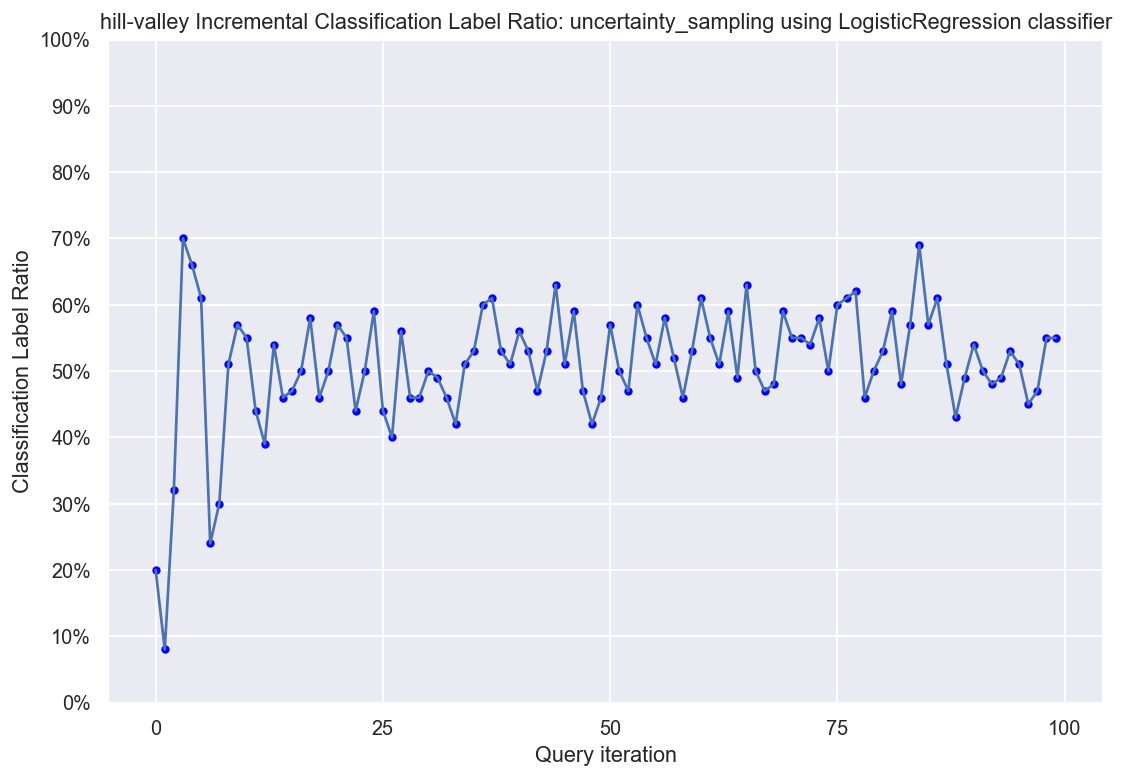 hill-valley Incremental Classification Label Ratio: uncertainty_sampling using LogisticRegression classifier
100%
90%
80%
70%
60%
50%
40%
30%
20%
10%
0%
Classification Label Ratio
0 25 50 75 100
Query iteration